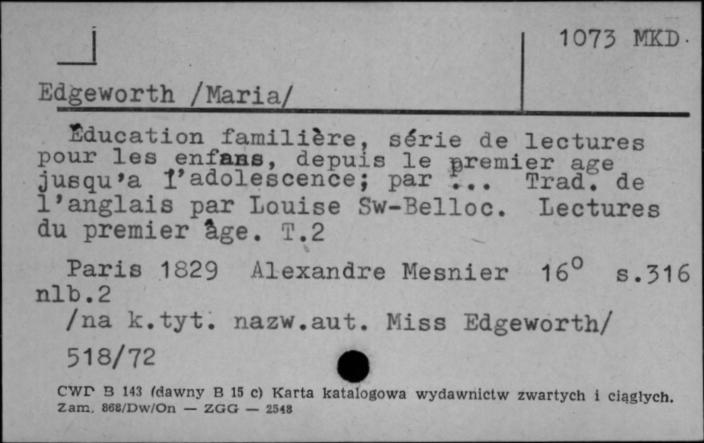 1073 MKD.
Edgeworth /Maria/
Éducation familière, série de lectures
pour les enfans, depuis le premier age
jusqu'a l'adolescence; par ... Trad. de
l'anglais par Louise Sw-Belloc. Lectures
du premier âge. T.2
Paris 1829 Alexandre Mesnier 16° s.316
nlb.2
/na k.tyt. nazw.aut. Miss Edgeworth/
518/72
CWD B 143 (dawny B 15 c) Karta katalogowa wydawnictw zwartych i ciągłych.
Zam. 868/Dw/On — ZGG — 2548